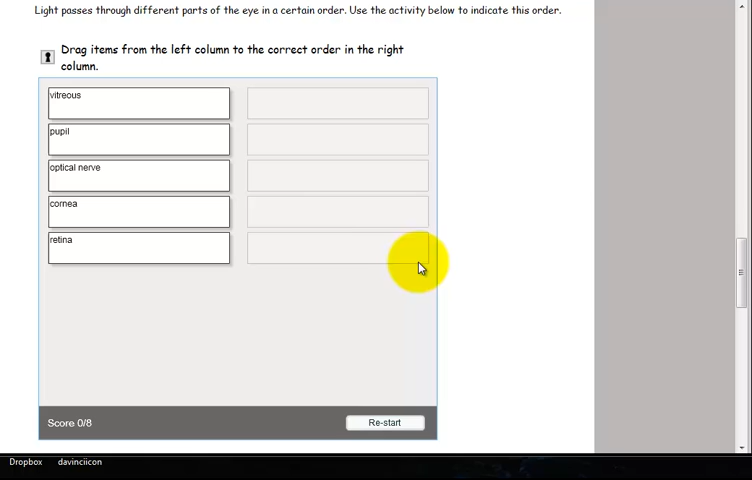 Light passes through different parts of the eye in a certain order. Use the activity below to indicate this order.
Drag items from the left column to the correct order in the right
column.
vitreous
pupil
optical nerve
cornea
retina
Score 0/8
Re-start
Dropbox davinciicon